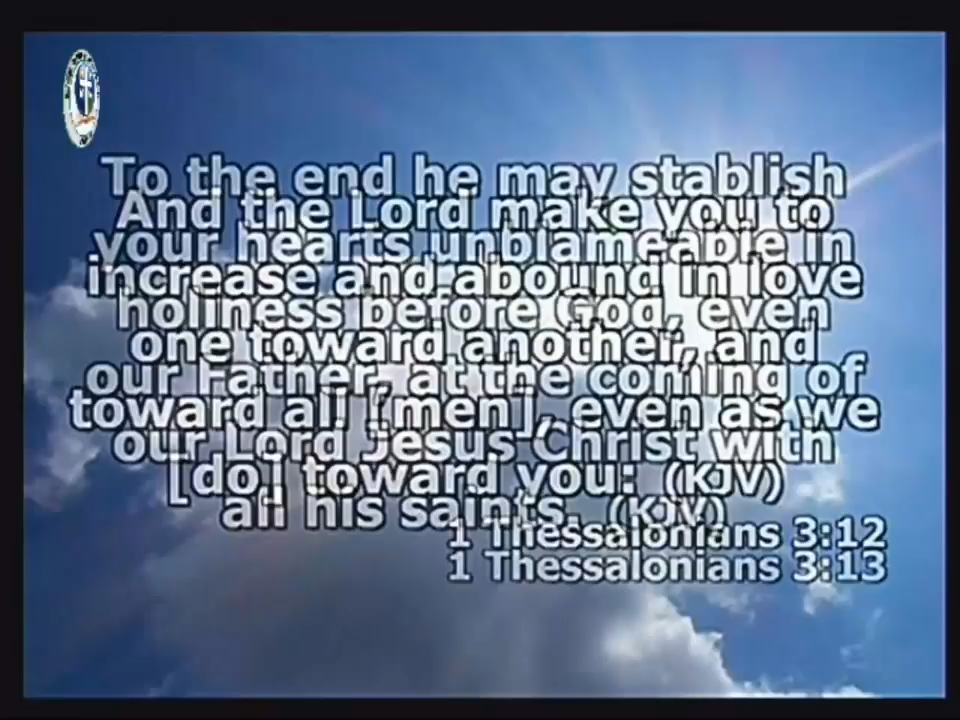 To the end he may stablish
And the Lord make you to
your hearts unblameable in
increase and abound in love
holiness before God, even
one toward another, and
our Father, at the coming of
toward all [men], even as we
our Lord Jesus Christ with
[do] toward you: (KJV)
all his saints. (KJV)
1 Thessalonians 3:12
1 Thessalonians 3:13